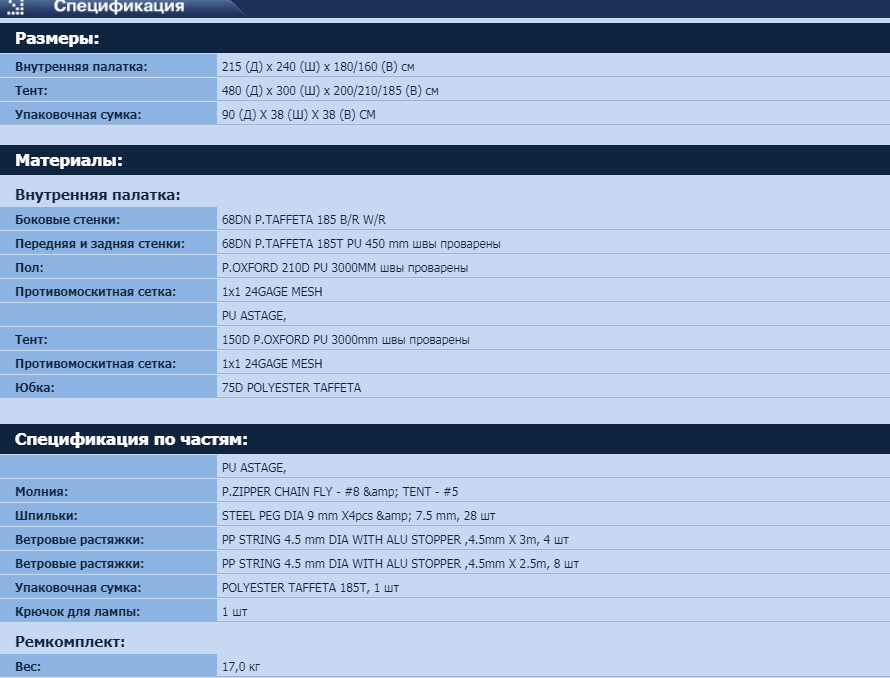 Спецификация
Размеры:
Внутренняя палатка: 215 (Д) x 240 (Ш) x 180/160 (В) см
Тент: 480 (Д) x 300 (Ш) x 200/210/185 (В) см
Упаковочная сумка: 90 (Д) X 38 (Ш) X 38 (В) СМ
Материалы:
Внутренняя палатка:
Боковые стенки: 68DN P.TAFFETA 185 B/R W/R
Передняя и задняя стенки: 68DN P.TAFFETA 185T PU 450 mm швы проварены
Пол: P.OXFORD 210D PU 3000MM швы проварены
Противомоскитная сетка: 1x1 24GAGE MESH
PU ASTAGE,
Тент: 150D P.OXFORD PU 3000mm швы проварены
Противомоскитная сетка: 1x1 24GAGE MESH
Юбка: 75D POLYESTER TAFFETA
Спецификация по частям:
PU ASTAGE,
Молния: P.ZIPPER CHAIN FLY - #8 &amp; TENT - #5
Шпильки: STEEL PEG DIA 9 mm X4pcs &amp; 7.5 mm, 28 шт
Ветровые растяжки: PP STRING 4.5 mm DIA WITH ALU STOPPER ,4.5mm X 3m, 4 шт
Ветровые растяжки: PP STRING 4.5 mm DIA WITH ALU STOPPER ,4.5mm X 2.5m, 8 шт
Упаковочная сумка: POLYESTER TAFFETA 185T, 1 шт
Крючок для лампы: 1 шт
Ремкомплект:
Вес: 17,0 кг